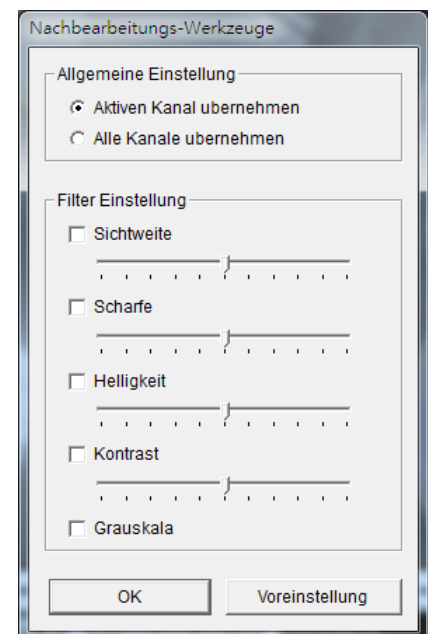 Nachbearbeitungs-Werkzeuge
Allgemeine Einstellung
Aktiven Kanal ubernehmen
Alle Kanale ubernehmen
Filter Einstellung
Sichtweite
Scharfe
Helligkeit
Kontrast
Grauskala
OK Voreinstellung